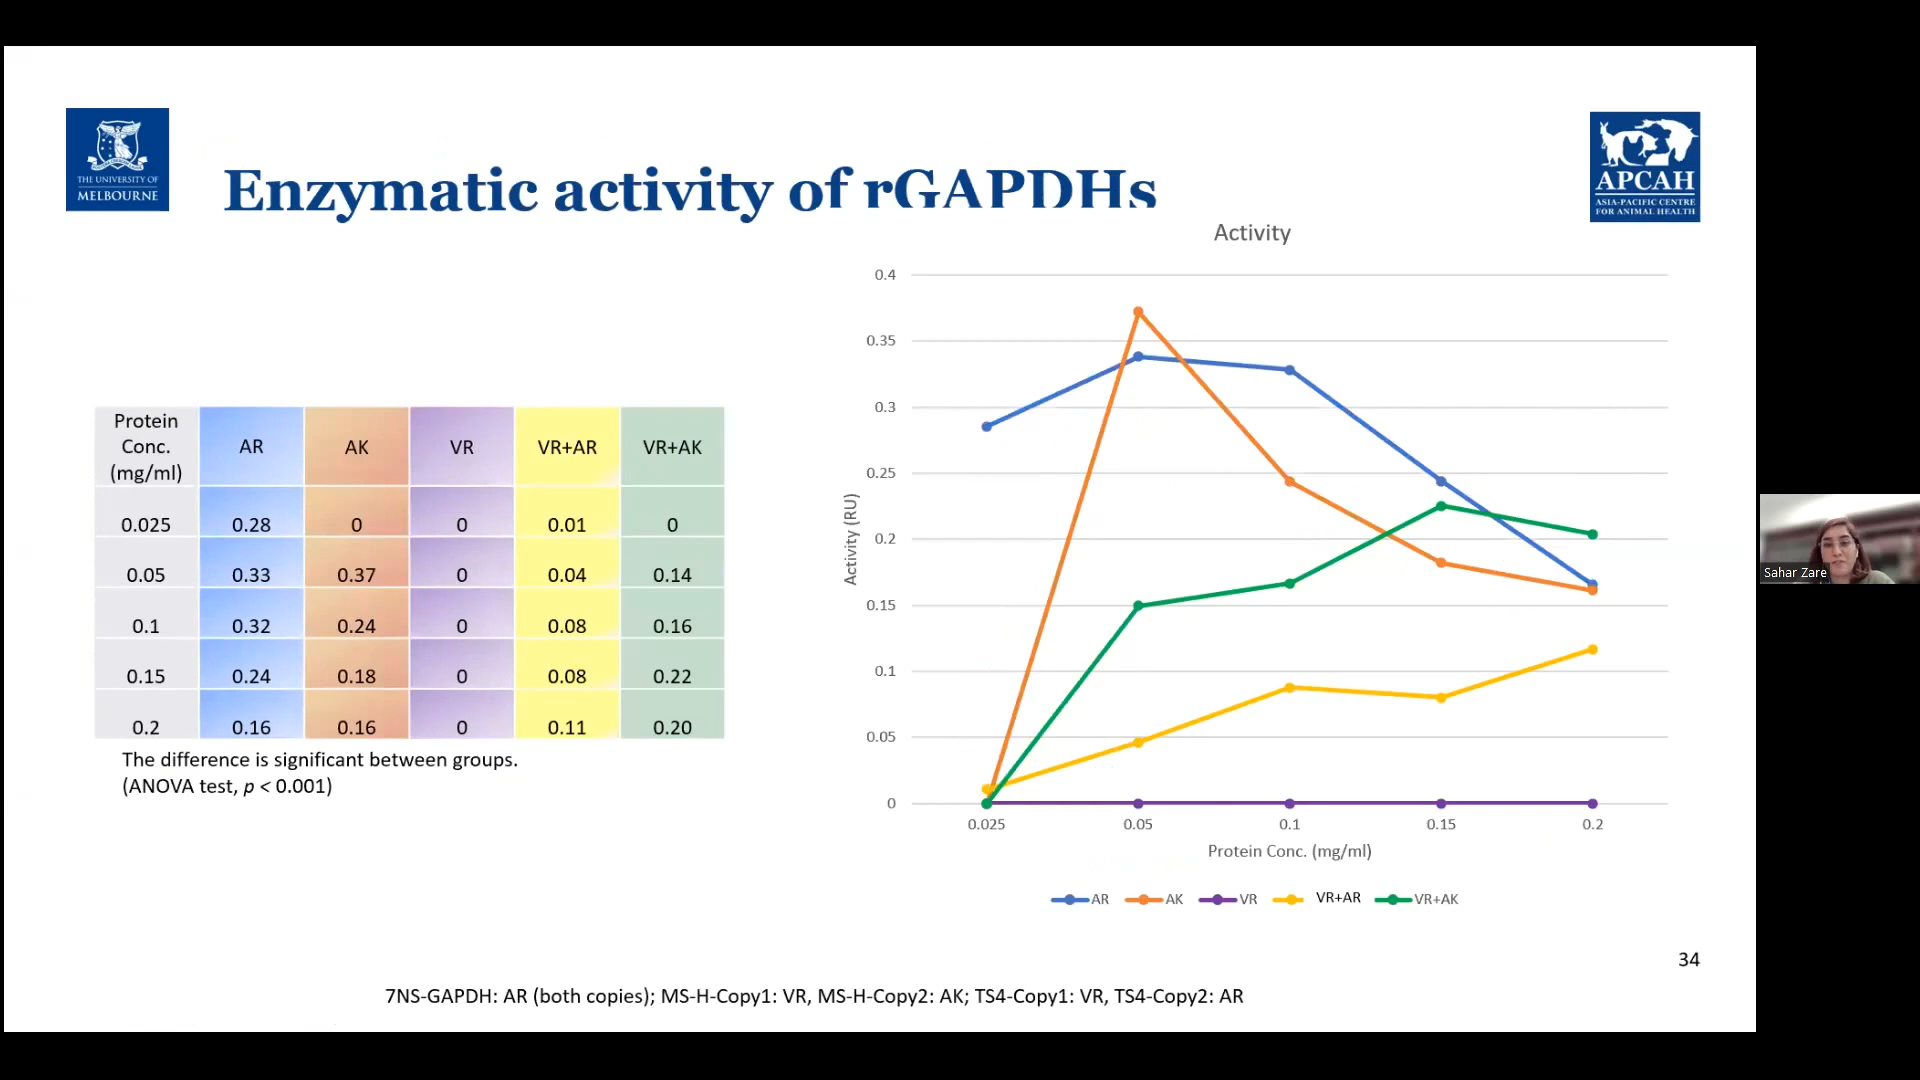 THE UNIVERSITY OF
MELBOURNE
Enzymatic activity of rGAPDHs
APCAH
ASIA-PACIFIC CENTRE
FOR ANIMAL HEALTH
Protein
Conc.
(mg/ml) AR AK VR VR+AR VR+AK
0.025 0.28 0 0 0.01 0
0.05 0.33 0.37 0 0.04 0.14
0.1 0.32 0.24 0 0.08 0.16
0.15 0.24 0.18 0 0.08 0.22
0.2 0.16 0.16 0 0.11 0.20
The difference is significant between groups.
(ANOVA test, p < 0.001)
Activity
0.4
0.35
0.3
0.25
0.2
0.15
0.1
0.05
0
Activity (RU)
0.025 0.05 0.1 0.15 0.2
Protein Conc. (mg/ml)
AR AK VR VR+AR VR+AK
34
7NS-GAPDH: AR (both copies); MS-H-Copy1: VR, MS-H-Copy2: AK; TS4-Copy1: VR, TS4-Copy2: AR
Sahar Zare